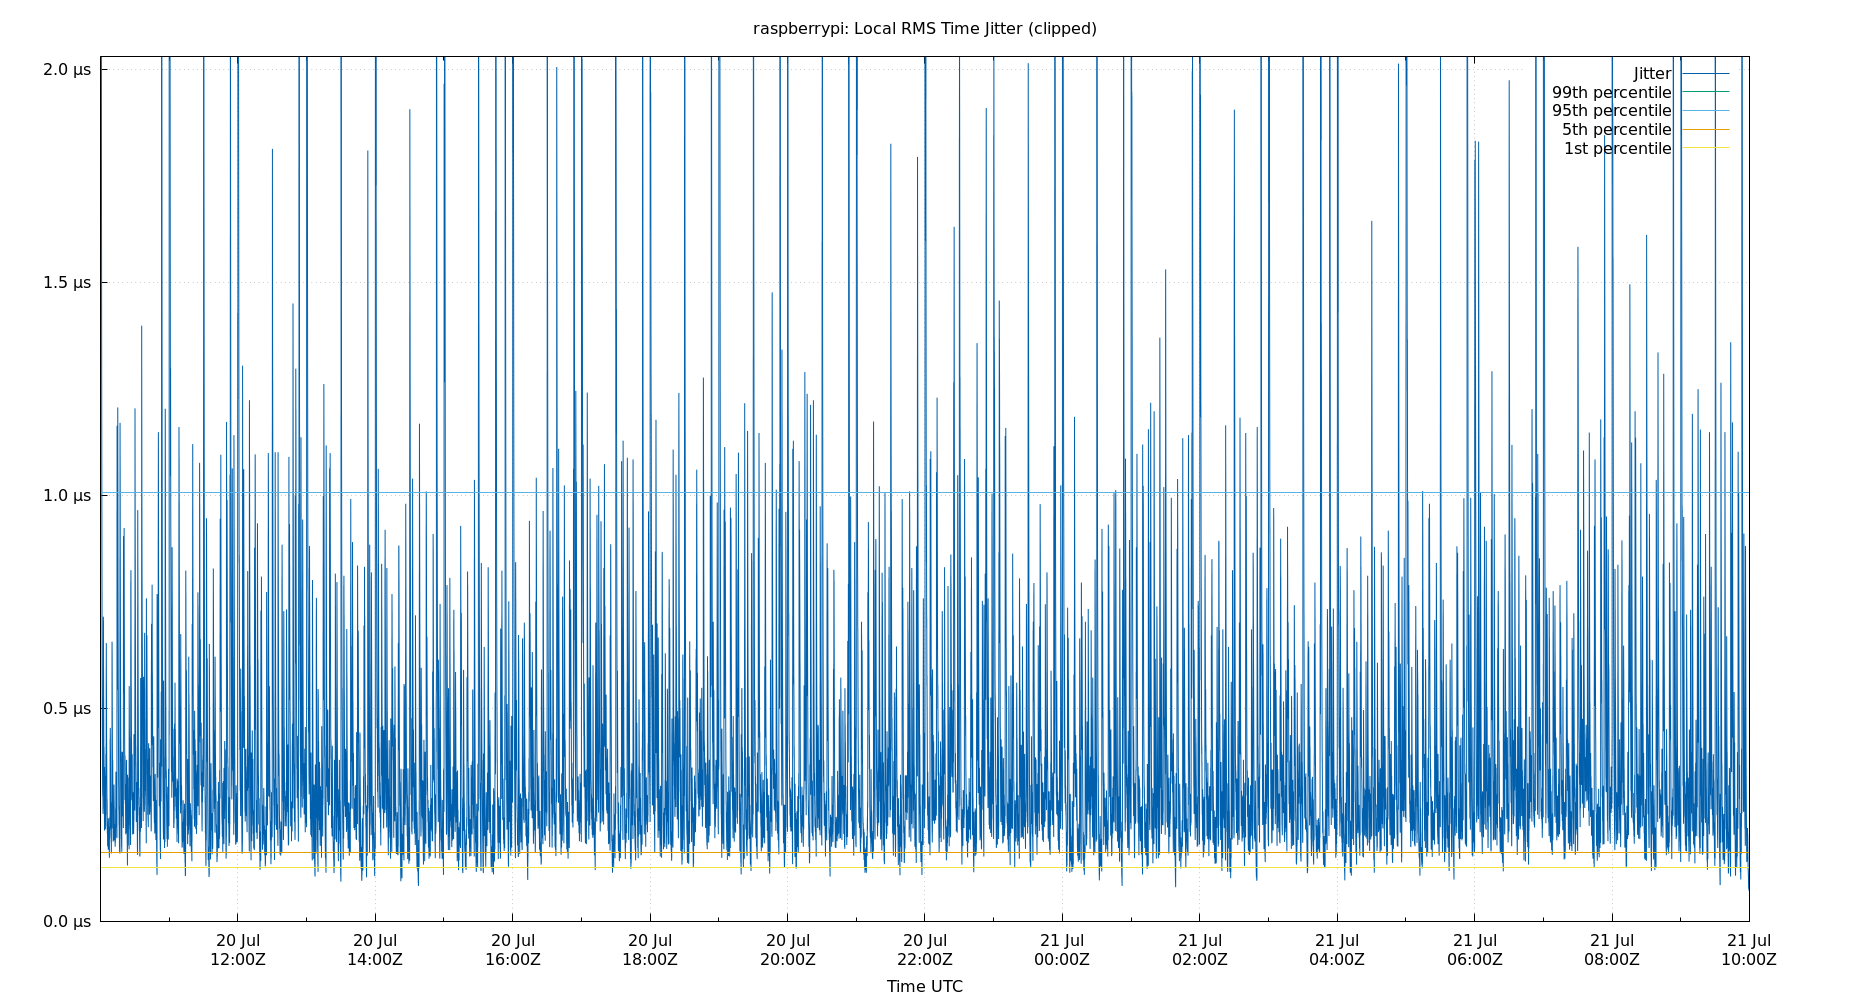 raspberrypi: Local RMS Time Jitter (clipped)
2.0 μs
1.5 μs
1.0 μs
0.5 μs
0.0 μs
Jitter
99th percentile
95th percentile
5th percentile
1st percentile
20 Jul 20 Jul 20 Jul 20 Jul 20 Jul 20 Jul 21 Jul 21 Jul 21 Jul 21 Jul 21 Jul 21 Jul
12:00Z 14:00Z 16:00Z 18:00Z 20:00Z 22:00Z 00:00Z 02:00Z 04:00Z 06:00Z 08:00Z 10:00Z
Time UTC